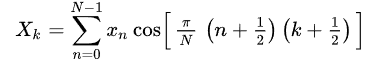 X_k = \sum_{n=0}^{N-1} x_n \cos\left[ \frac{\pi}{N} \left( n + \frac{1}{2} \right) \left( k + \frac{1}{2} \right) \right]